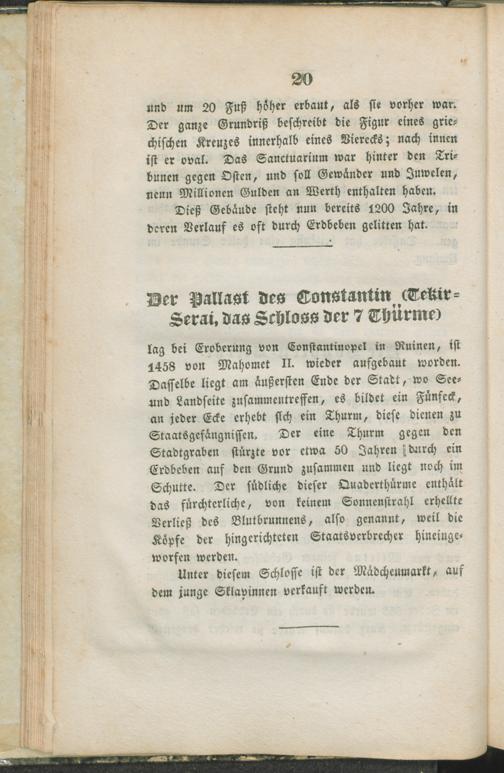 20
und um 20 Fuß höher erbaut, als sie vorher war.
Der ganze Grundriß beschreibt die Figur eines grie-
chischen Kreuzes innerhalb eines Vierecks; nach innen
ist er oval. Das Sanctuarium war hinter den Tri-
bunen gegen Osten, und soll Gewänder und Juwelen,
neun Millionen Gulden an Werth enthalten haben.
Dieß Gebäude steht nun bereits 1200 Jahre, in
deren Verlauf es oft durch Erdbeben gelitten hat.
Der Pallast des Constantin (Tekir-
Serai, das Schloss der 7 Thürme)
lag bei Eroberung von Constantinopel in Ruinen, ist
1458 von Mahomet II. wieder aufgebaut worden.
Dasselbe liegt am äußersten Ende der Stadt, wo See-
und Landseite zusammentreffen, es bildet ein Fünfeck,
an jeder Ecke erhebt sich ein Thurm, diese dienen zu
Staatsgefängnissen. Der eine Thurm gegen den
Stadtgraben stürzte vor etwa 50 Jahren durch ein
Erdbeben auf den Grund zusammen und liegt noch im
Schutte. Der südliche dieser Quaderthürme enthält
das fürchterliche, von keinem Sonnenstrahl erhellte
Verließ des Blutbrunnens, also genannt, weil die
Köpfe der hingerichteten Staatsverbrecher hineinge-
worfen werden.
Unter diesem Schlosse ist der Mädchenmarkt, auf
dem junge Sklavinnen verkauft werden.